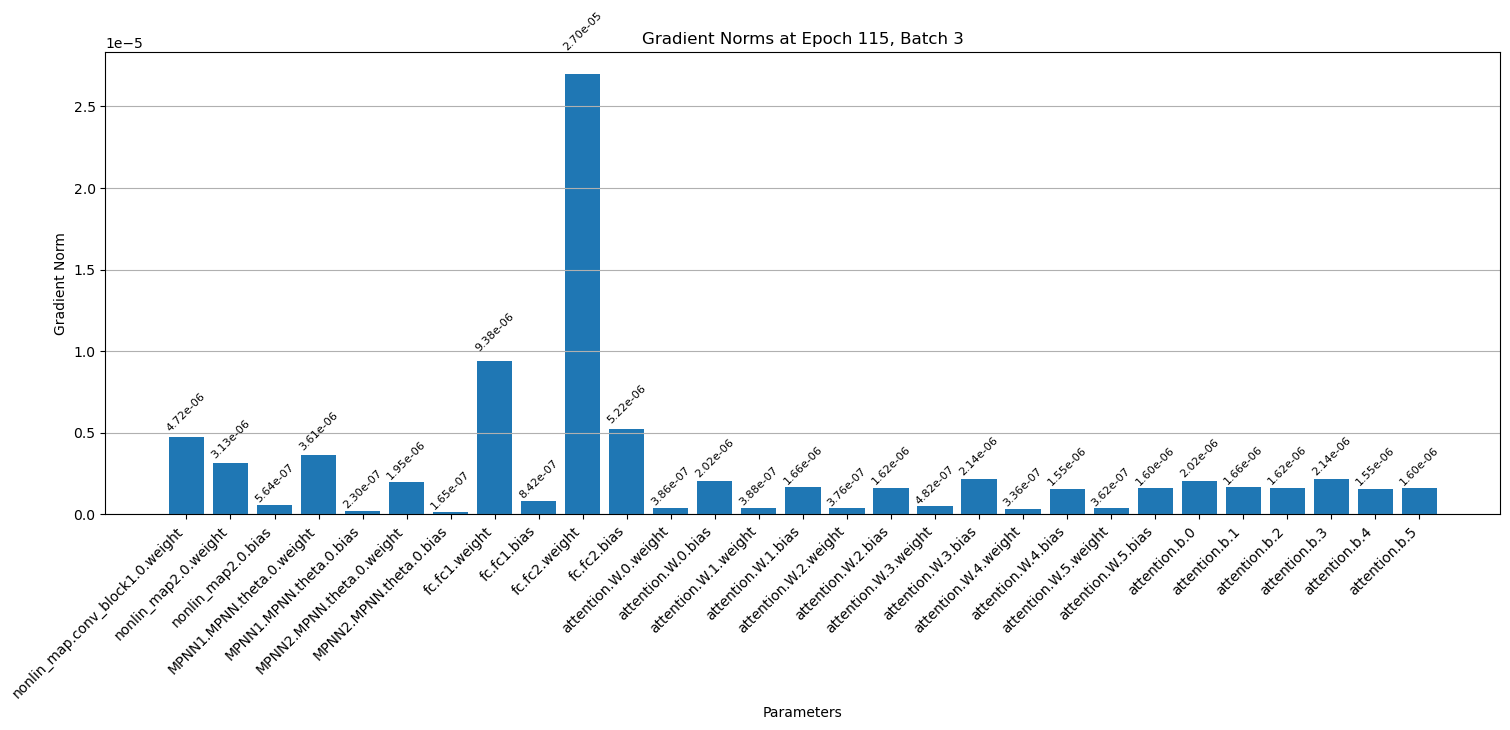 Gradient Norms at Epoch 115, Batch 3
1e−5
Gradient Norm
2.5
2.0
1.5
1.0
0.5
0.0
4.72e-06
3.13e-06
5.64e-07
3.61e-06
2.30e-07
1.95e-06
1.65e-07
9.38e-06
8.42e-07
2.70e-05
5.22e-06
3.86e-07
2.02e-06
3.88e-07
1.66e-06
3.76e-07
1.62e-06
4.82e-07
2.14e-06
3.36e-07
1.55e-06
3.62e-07
1.60e-06
2.02e-06
1.66e-06
1.62e-06
2.14e-06
1.55e-06
1.60e-06
nonlin_map.conv_block1.0.weight
nonlin_map2.0.weight
nonlin_map2.0.bias
MPNN1.MPNN.theta.0.weight
MPNN1.MPNN.theta.0.bias
MPNN2.MPNN.theta.0.weight
MPNN2.MPNN.theta.0.bias
fc.fc1.weight
fc.fc1.bias
fc.fc2.weight
fc.fc2.bias
attention.W.0.weight
attention.W.0.bias
attention.W.1.weight
attention.W.1.bias
attention.W.2.weight
attention.W.2.bias
attention.W.3.weight
attention.W.3.bias
attention.W.4.weight
attention.W.4.bias
attention.W.5.weight
attention.W.5.bias
attention.b.0
attention.b.1
attention.b.2
attention.b.3
attention.b.4
attention.b.5
Parameters